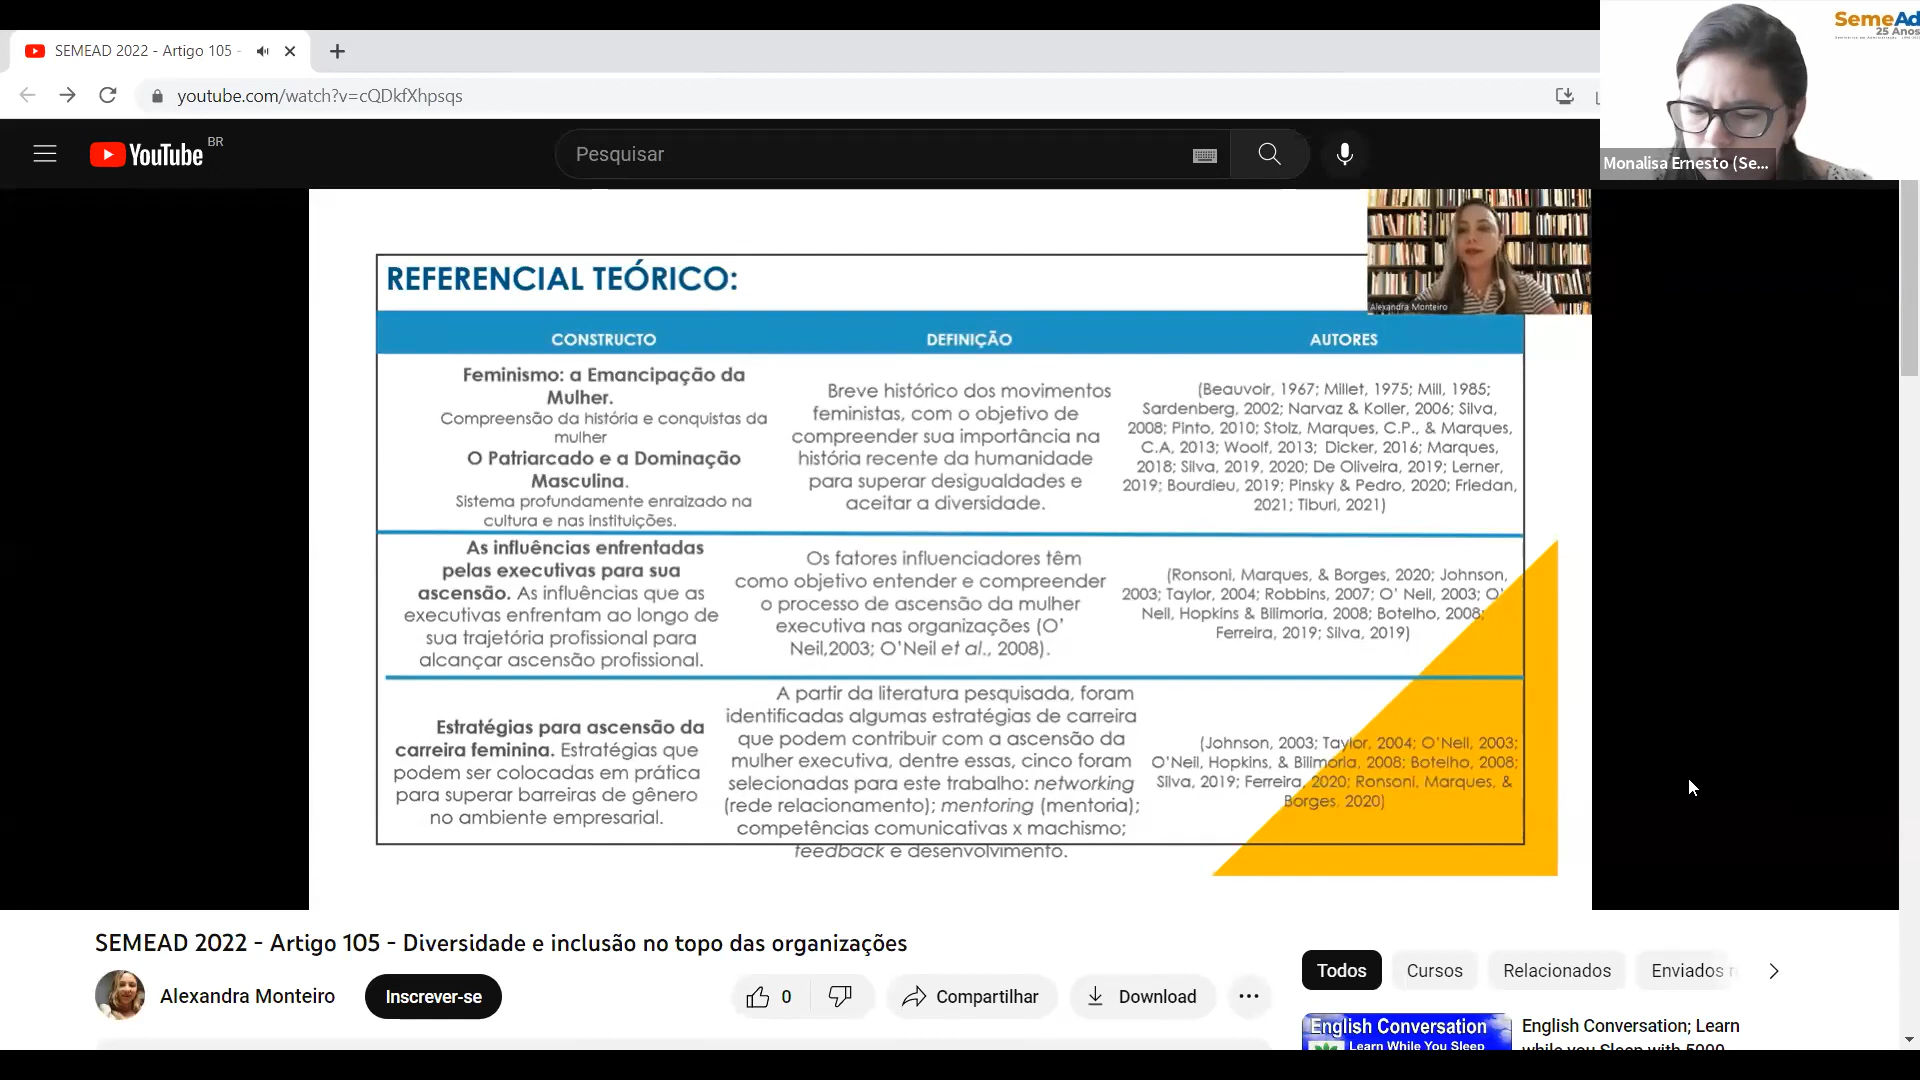 SEMEAD 2022 - Artigo 105 -
youtube.com/watch?v=cQDkfXhpsqs
SemeAd
25 Anos
Monalisa Ernesto (Se...
YouTube
BR
Pesquisar
Alexandra Monteiro
REFERENCIAL TEÓRICO:
CONSTRUCTO
DEFINIÇÃO
AUTORES
Feminismo: a Emancipação da
Mulher.
Compreensão da história e conquistas da
mulher
O Patriarcado e a Dominação
Masculina.
Sistema profundamente enraizado na
cultura e nas instituições.
Breve histórico dos movimentos
feministas, com o objetivo de
compreender sua importância na
história recente da humanidade
para superar desigualdades e
aceitar a diversidade.
(Beauvoir, 1967; Millet, 1975; Mill, 1985;
Sardenberg, 2002; Narvaz & Koller, 2006; Silva,
2008; Pinto, 2010; Stolz, Marques, C.P., & Marques,
C.A, 2013; Woolf, 2013; Dicker, 2016; Marques,
2018; Silva, 2019, 2020; De Oliveira, 2019; Lerner,
2019; Bourdieu, 2019; Pinsky & Pedro, 2020; Friedan,
2021; Tiburi, 2021)
As influências enfrentadas
pelas executivas para sua
ascensão. As influências que as
executivas enfrentam ao longo de
sua trajetória profissional para
alcançar ascensão profissional.
Os fatores influenciadores têm
como objetivo entender e compreender
o processo de ascensão da mulher
executiva nas organizações (O'
Neil,2003; O'Neil et al., 2008).
(Ronsoni, Marques, & Borges, 2020; Johnson,
2003; Taylor, 2004; Robbins, 2007; O' Neil, 2003; O'
Neil, Hopkins & Bilimoria, 2008; Botelho, 2008;
Ferreira, 2019; Silva, 2019)
Estratégias para ascensão da
carreira feminina. Estratégias que
podem ser colocadas em prática
para superar barreiras de gênero
no ambiente empresarial.
A partir da literatura pesquisada, foram
identificadas algumas estratégias de carreira
que podem contribuir com a ascensão da
mulher executiva, dentre essas, cinco foram
selecionadas para este trabalho: networking
(rede relacionamento); mentoring (mentoria);
competências comunicativas x machismo;
feedback e desenvolvimento.
(Johnson, 2003; Taylor, 2004; O'Neil, 2003;
O'Neil, Hopkins, & Bilimoria, 2008; Botelho, 2008;
Silva, 2019; Ferreira, 2020; Ronsoni, Marques, &
Borges, 2020)
SEMEAD 2022 - Artigo 105 - Diversidade e inclusão no topo das organizações
Alexandra Monteiro
Inscrever-se
0
Compartilhar
Download
Todos
Cursos
Relacionados
Enviados
English Conversation
Learn While You Sleep
English Conversation; Learn
while you Sleep with 5000